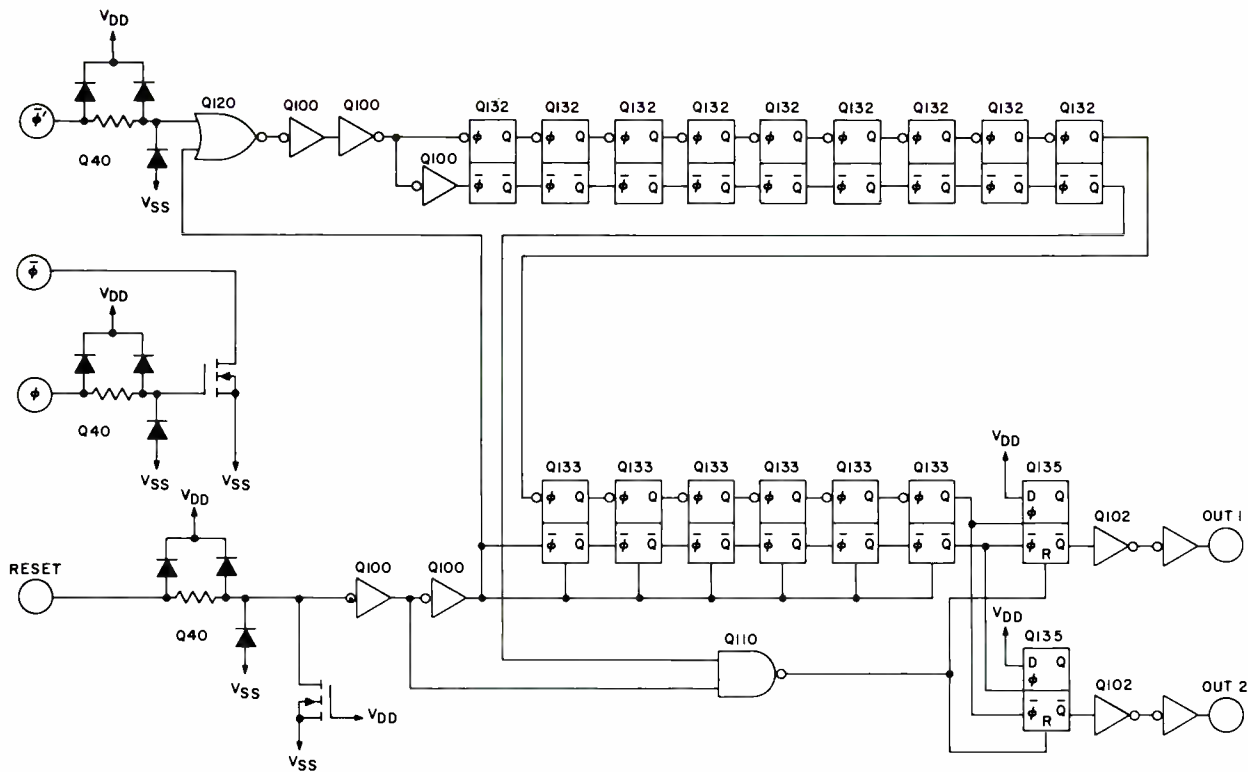 VDD
Q120 Q100 Q100
Q132 Q132 Q132 Q132 Q132 Q132 Q132 Q132 Q132
φ̄'
Q40
VSS
Q100
φ Q φ Q φ Q φ Q φ Q φ Q φ Q φ Q φ Q
φ̄ Q̄ φ̄ Q̄ φ̄ Q̄ φ̄ Q̄ φ̄ Q̄ φ̄ Q̄ φ̄ Q̄ φ̄ Q̄ φ̄ Q̄
φ̄
VDD
φ
Q40
VSS VSS
VDD
Q133 Q133 Q133 Q133 Q133 Q133 Q135
φ Q φ Q φ Q φ Q φ Q φ Q D Q
φ
φ̄ Q̄ φ̄ Q̄ φ̄ Q̄ φ̄ Q̄ φ̄ Q̄ φ̄ Q̄ φ̄ Q̄
R
Q102 OUT 1
VDD
RESET
Q40
Q100 Q100
VSS
VDD
VSS
Q110
VDD
Q135
D Q
φ
φ̄ Q̄
R
Q102 OUT 2